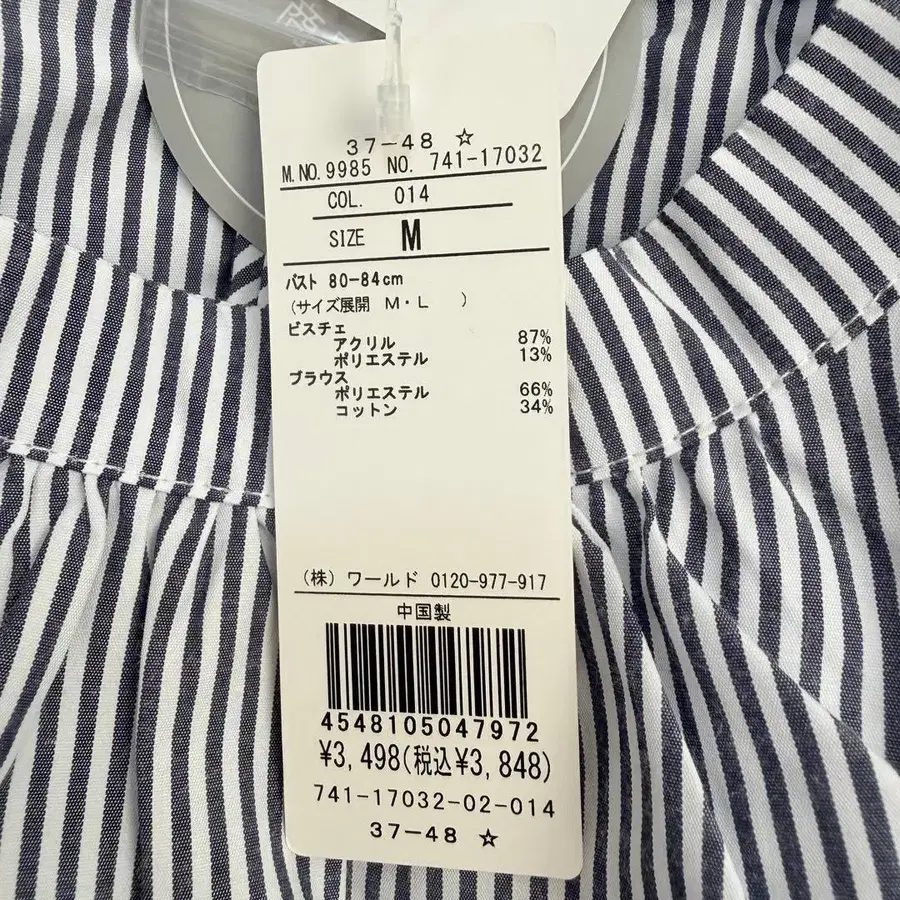 37-48 ☆
M.NO.9985 NO. 741-17032
COL. 014
SIZE M
バスト 80-84cm
(サイズ展開 M・L )
ビスチェ
アクリル 87%
ポリエステル 13%
ブラウス
ポリエステル 66%
コットン 34%
(株) ワールド 0120-977-917
中国製
4548105047972
¥3,498(税込¥3,848)
741-17032-02-014
37-48 ☆